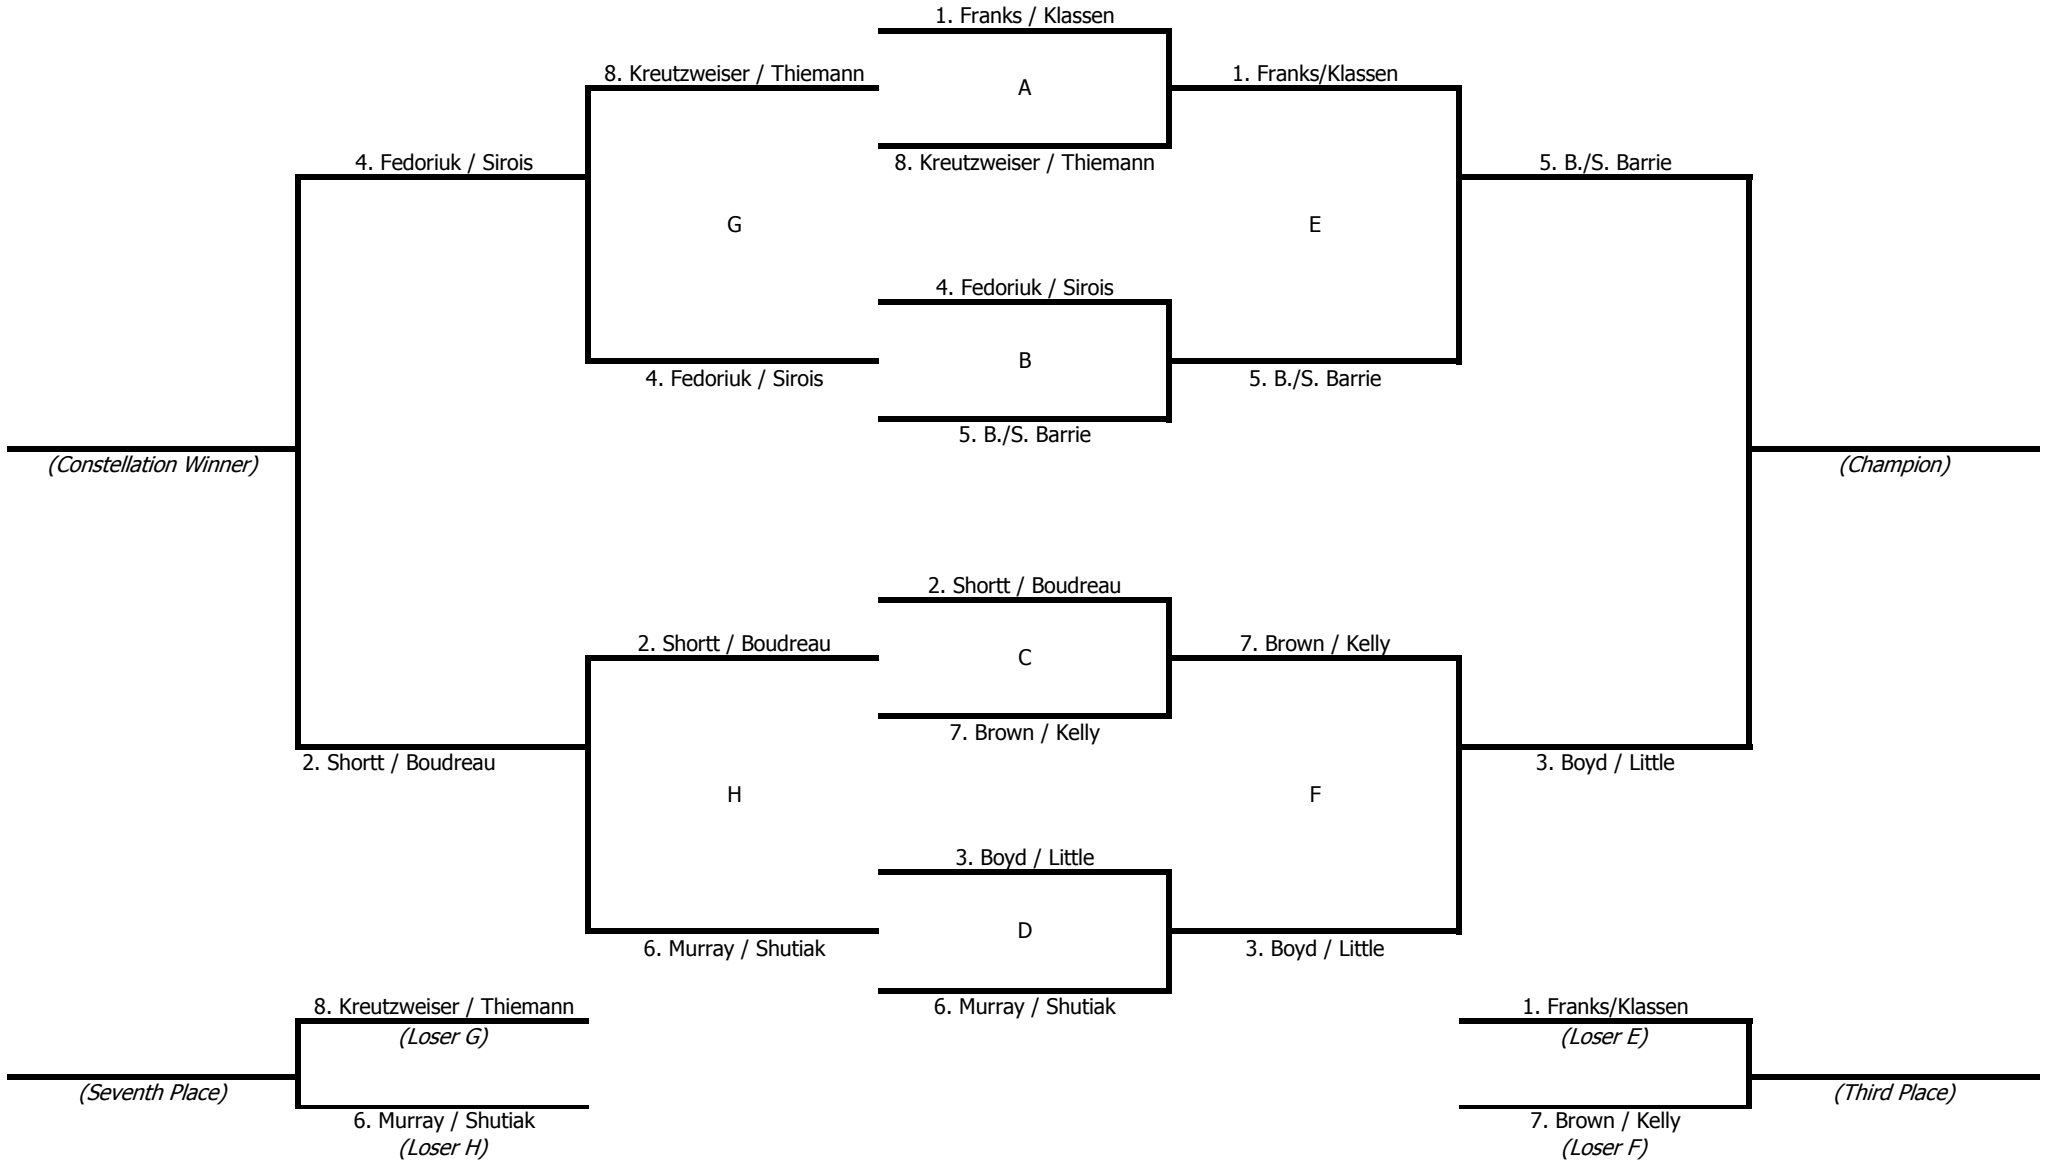 1. Franks / Klassen
8. Kreutzweiser / Thiemann
1. Franks/Klassen
A
4. Fedoriuk / Sirois
8. Kreutzweiser / Thiemann
5. B./S. Barrie
G
E
4. Fedoriuk / Sirois
B
4. Fedoriuk / Sirois
5. B./S. Barrie
5. B./S. Barrie
(Constellation Winner)
(Champion)
2. Shortt / Boudreau
2. Shortt / Boudreau
7. Brown / Kelly
C
7. Brown / Kelly
2. Shortt / Boudreau
3. Boyd / Little
H
F
3. Boyd / Little
D
6. Murray / Shutiak
3. Boyd / Little
8. Kreutzweiser / Thiemann
6. Murray / Shutiak
1. Franks/Klassen
(Loser G)
(Loser E)
(Seventh Place)
(Third Place)
6. Murray / Shutiak
7. Brown / Kelly
(Loser H)
(Loser F)